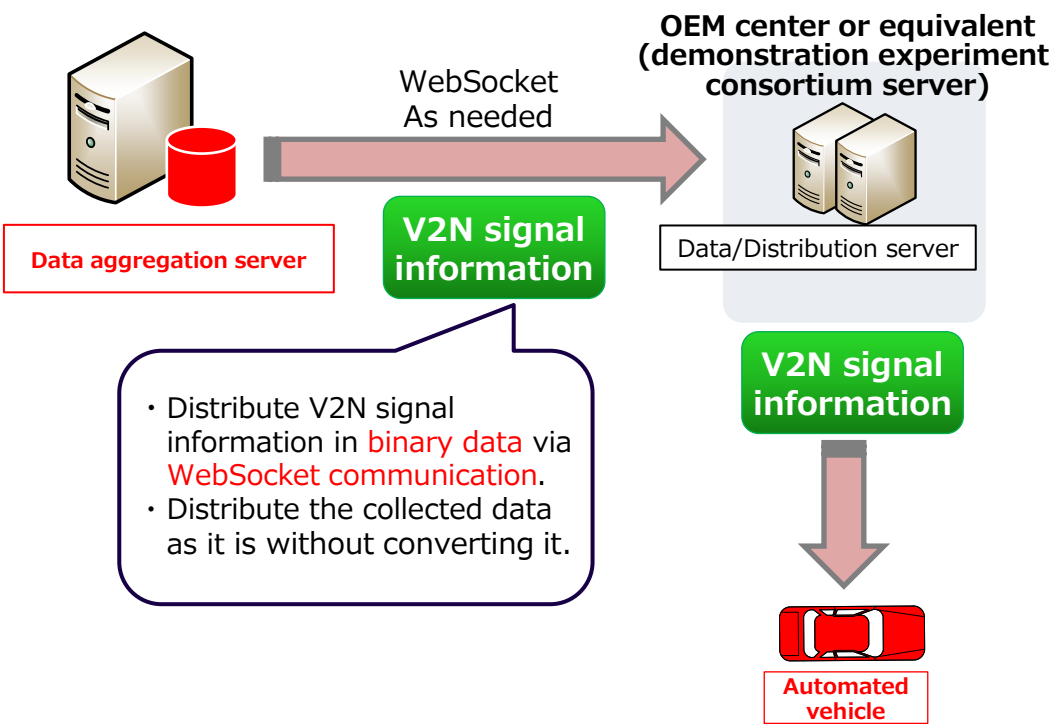 OEM center or equivalent
(demonstration experiment
consortium server)
WebSocket
As needed
Data aggregation server
V2N signal
information
Data/Distribution server
・Distribute V2N signal
information in binary data via
WebSocket communication.
・Distribute the collected data
as it is without converting it.
V2N signal
information
Automated
vehicle